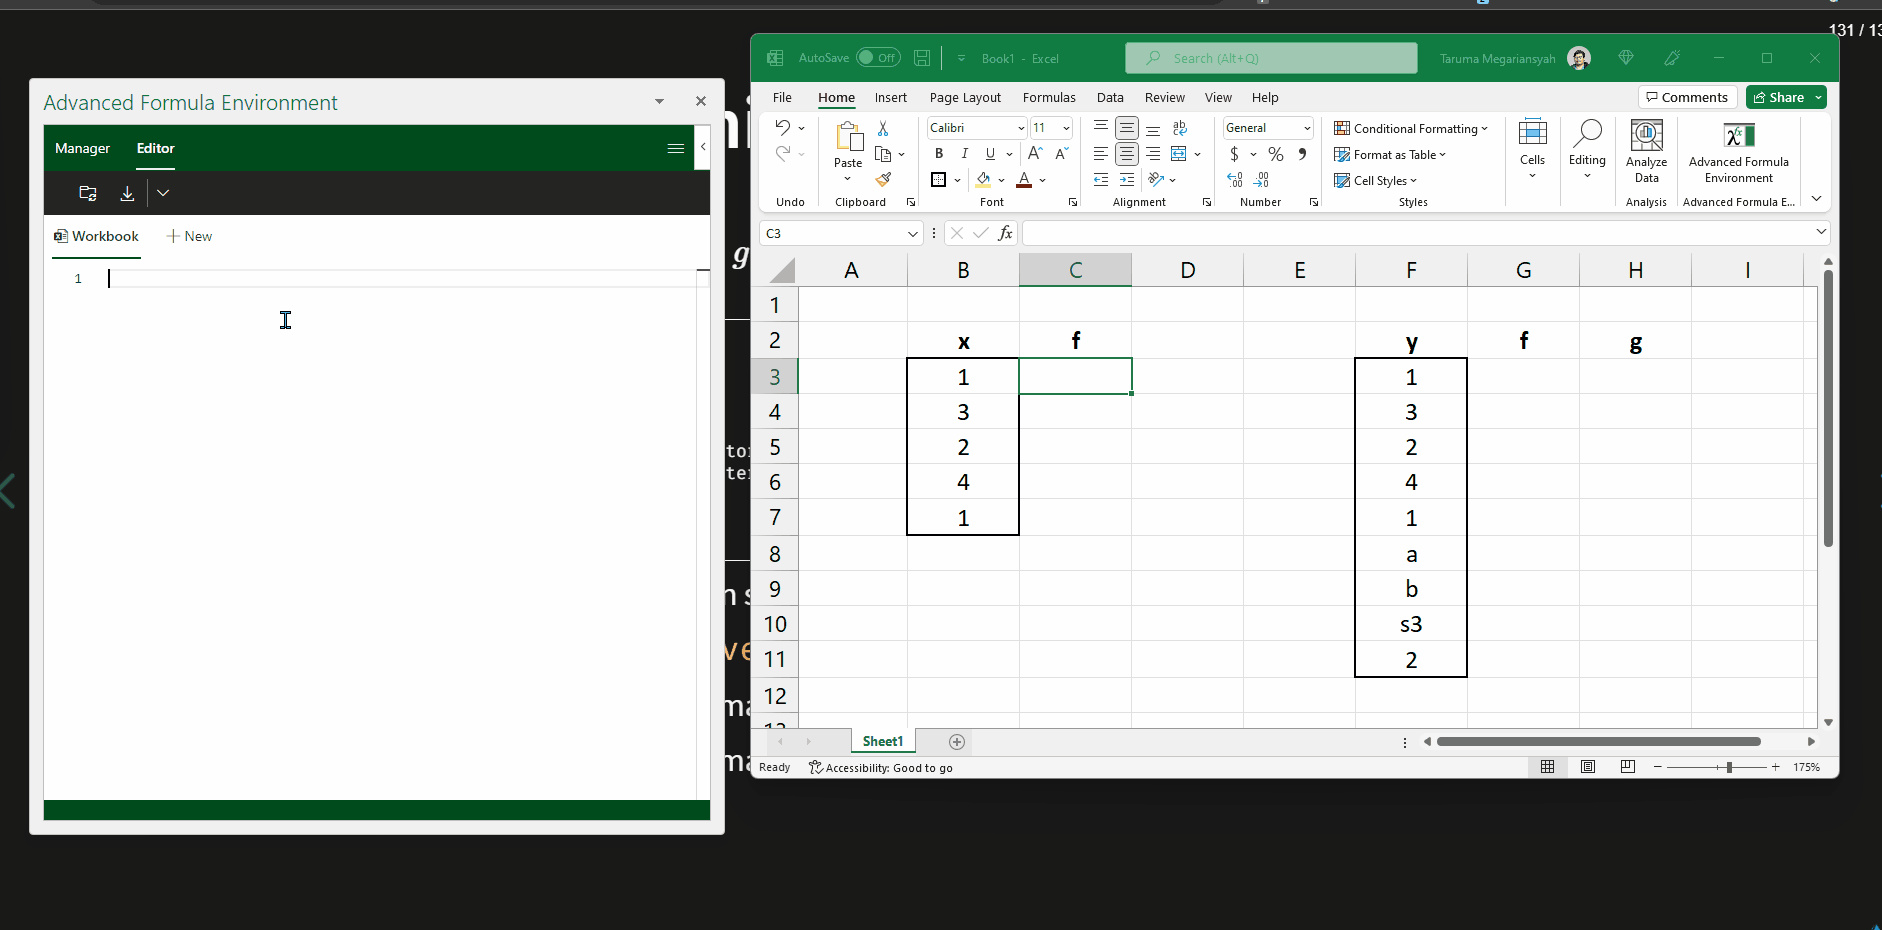 131 / 13
Advanced Formula Environment
Manager Editor
Workbook New
1
AutoSave Off Book1 - Excel Search (Alt+Q) Taruma Megariansyah
File Home Insert Page Layout Formulas Data Review View Help Comments Share
Calibri 11 General Conditional Formatting
Paste B I U A A $ % Format as Table Cells Editing Analyze Data Advanced Formula Environment
A Cell Styles
Undo Clipboard Font Alignment Number Styles Analysis Advanced Formula E...
C3 fx
A B C D E F G H I
1
2 x f y f g
3 1 1
4 3 3
5 2 2
6 4 4
7 1 1
8 a
9 b
10 s3
11 2
12
Sheet1
Ready Accessibility: Good to go 175%